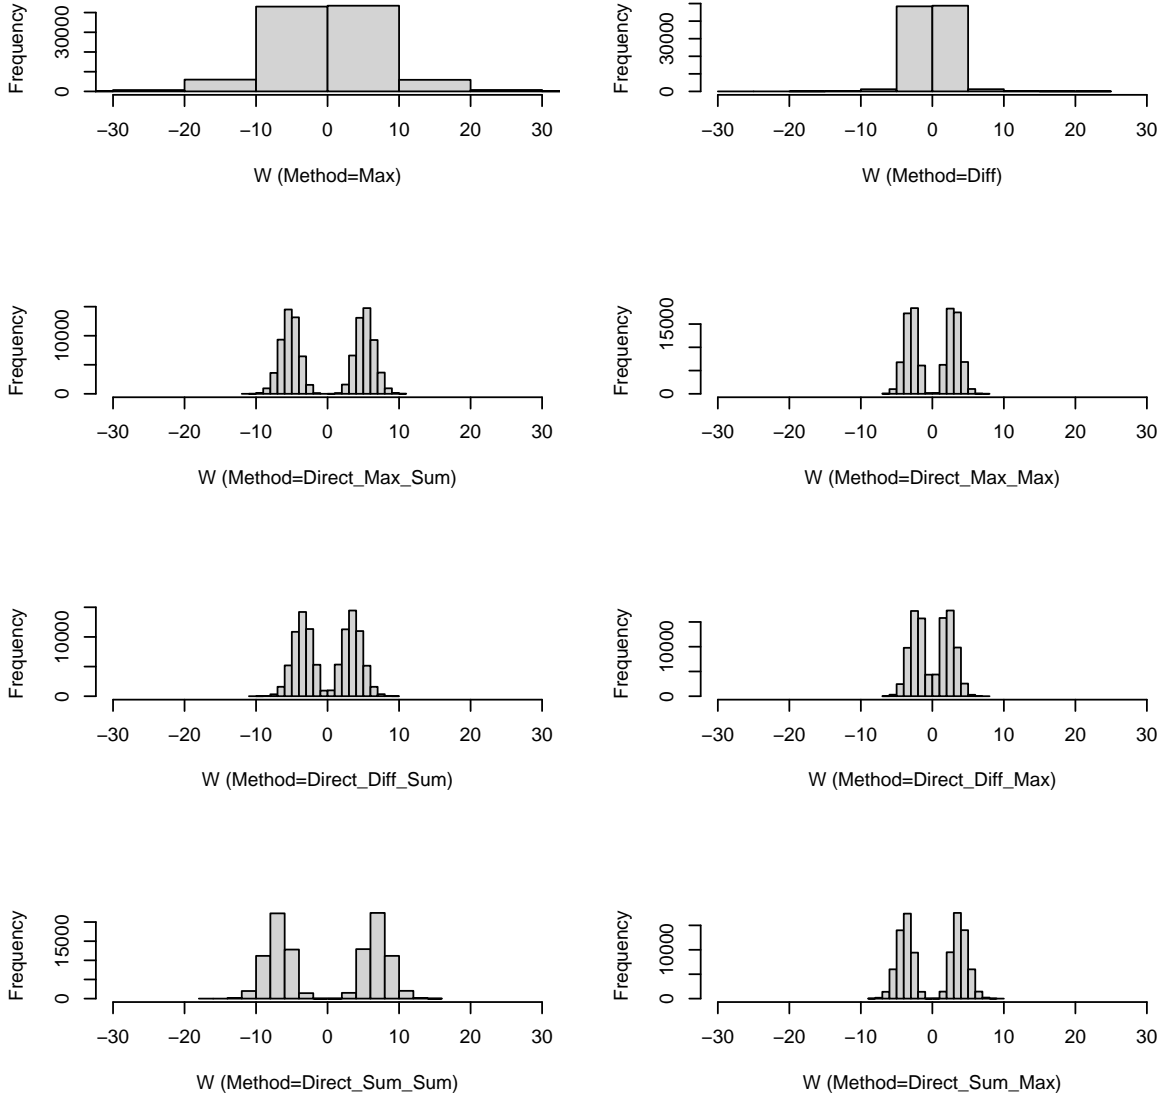 Frequency
0 30000
−30 −20 −10 0 10 20 30
W (Method=Max)
Frequency
0 30000
−30 −20 −10 0 10 20 30
W (Method=Diff)
Frequency
0 10000
−30 −20 −10 0 10 20 30
W (Method=Direct_Max_Sum)
Frequency
0 15000
−30 −20 −10 0 10 20 30
W (Method=Direct_Max_Max)
Frequency
0 10000
−30 −20 −10 0 10 20 30
W (Method=Direct_Diff_Sum)
Frequency
0 10000
−30 −20 −10 0 10 20 30
W (Method=Direct_Diff_Max)
Frequency
0 15000
−30 −20 −10 0 10 20 30
W (Method=Direct_Sum_Sum)
Frequency
0 10000
−30 −20 −10 0 10 20 30
W (Method=Direct_Sum_Max)